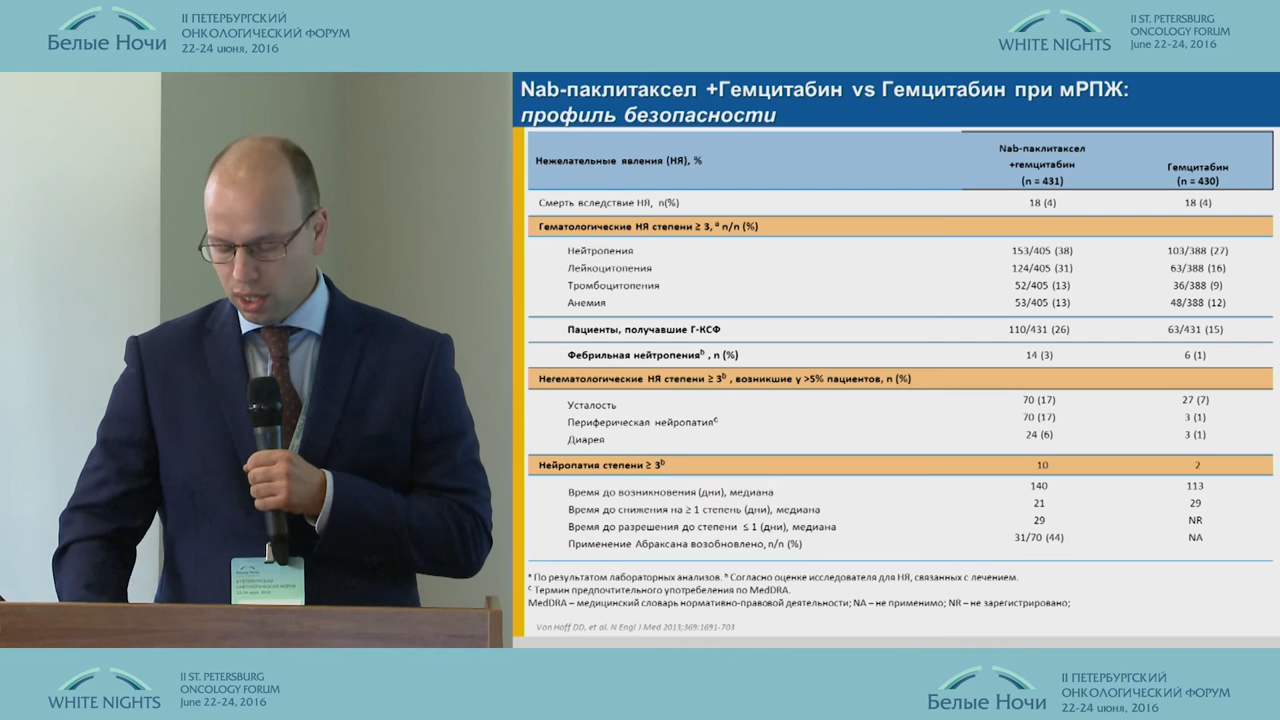 Белые Ночи
II ПЕТЕРБУРГСКИЙ
ОНКОЛОГИЧЕСКИЙ ФОРУМ
22-24 июня, 2016
WHITE NIGHTS
II ST. PETERSBURG
ONCOLOGY FORUM
June 22-24, 2016
Nab-паклитаксел +Гемцитабин vs Гемцитабин при мРПЖ:
профиль безопасности
Нежелательные явления (НЯ), %
Nab-паклитаксел
+гемцитабин
(n = 431)
Гемцитабин
(n = 430)
Смерть вследствие НЯ, n(%) 18 (4) 18 (4)
Гематологические НЯ степени ≥ 3, a n/n (%)
Нейтропения 153/405 (38) 103/388 (27)
Лейкоцитопения 124/405 (31) 63/388 (16)
Тромбоцитопения 52/405 (13) 36/388 (9)
Анемия 53/405 (13) 48/388 (12)
Пациенты, получавшие Г-КСФ 110/431 (26) 63/431 (15)
Фебрильная нейтропения b , n (%) 14 (3) 6 (1)
Негематологические НЯ степени ≥ 3 b , возникшие у >5% пациентов, n (%)
Усталость 70 (17) 27 (7)
Периферическая нейропатия c 70 (17) 3 (1)
Диарея 24 (6) 3 (1)
Нейропатия степени ≥ 3 b 10 2
Время до возникновения (дни), медиана 140 113
Время до снижения на ≥ 1 степень (дни), медиана 21 29
Время до разрешения до степени ≤ 1 (дни), медиана 29 NR
Применение Абраксана возобновлено, n/n (%) 31/70 (44) NA
a По результатом лабораторных анализов. b Согласно оценке исследователя для НЯ, связанных с лечением.
c Термин предпочтительного употребления по MedDRA.
MedDRA – медицинский словарь нормативно-правовой деятельности; NA – не применимо; NR – не зарегистрировано;
Von Hoff DD, et al. N Engl J Med 2013;369:1691-703
WHITE NIGHTS
II ST. PETERSBURG
ONCOLOGY FORUM
June 22-24, 2016
Белые Ночи
II ПЕТЕРБУРГСКИЙ
ОНКОЛОГИЧЕСКИЙ ФОРУМ
22-24 июня, 2016